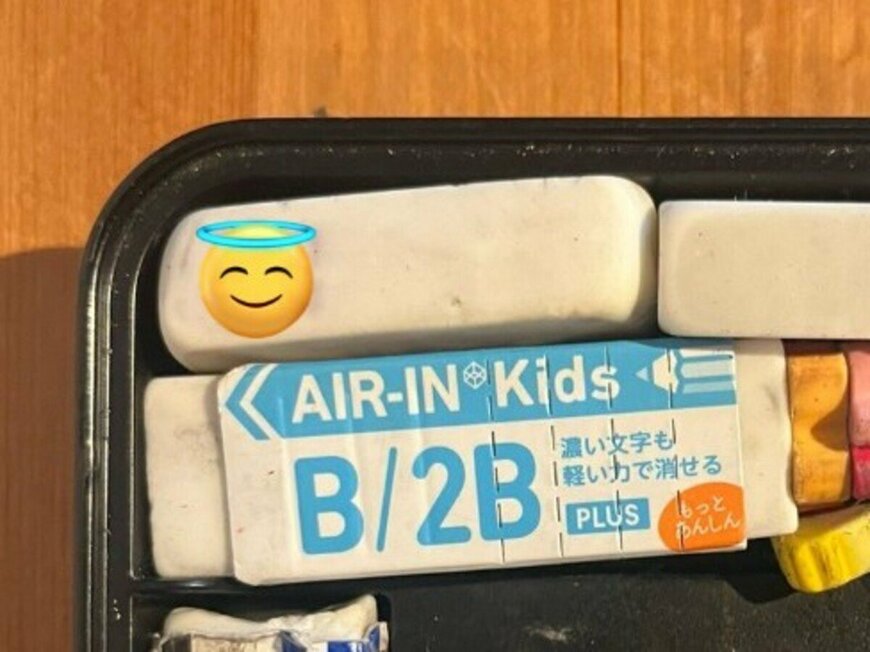 AIR-IN Kids
B/2B
濃い文字も
軽い力で消せる
PLUS
もっと
あんしん